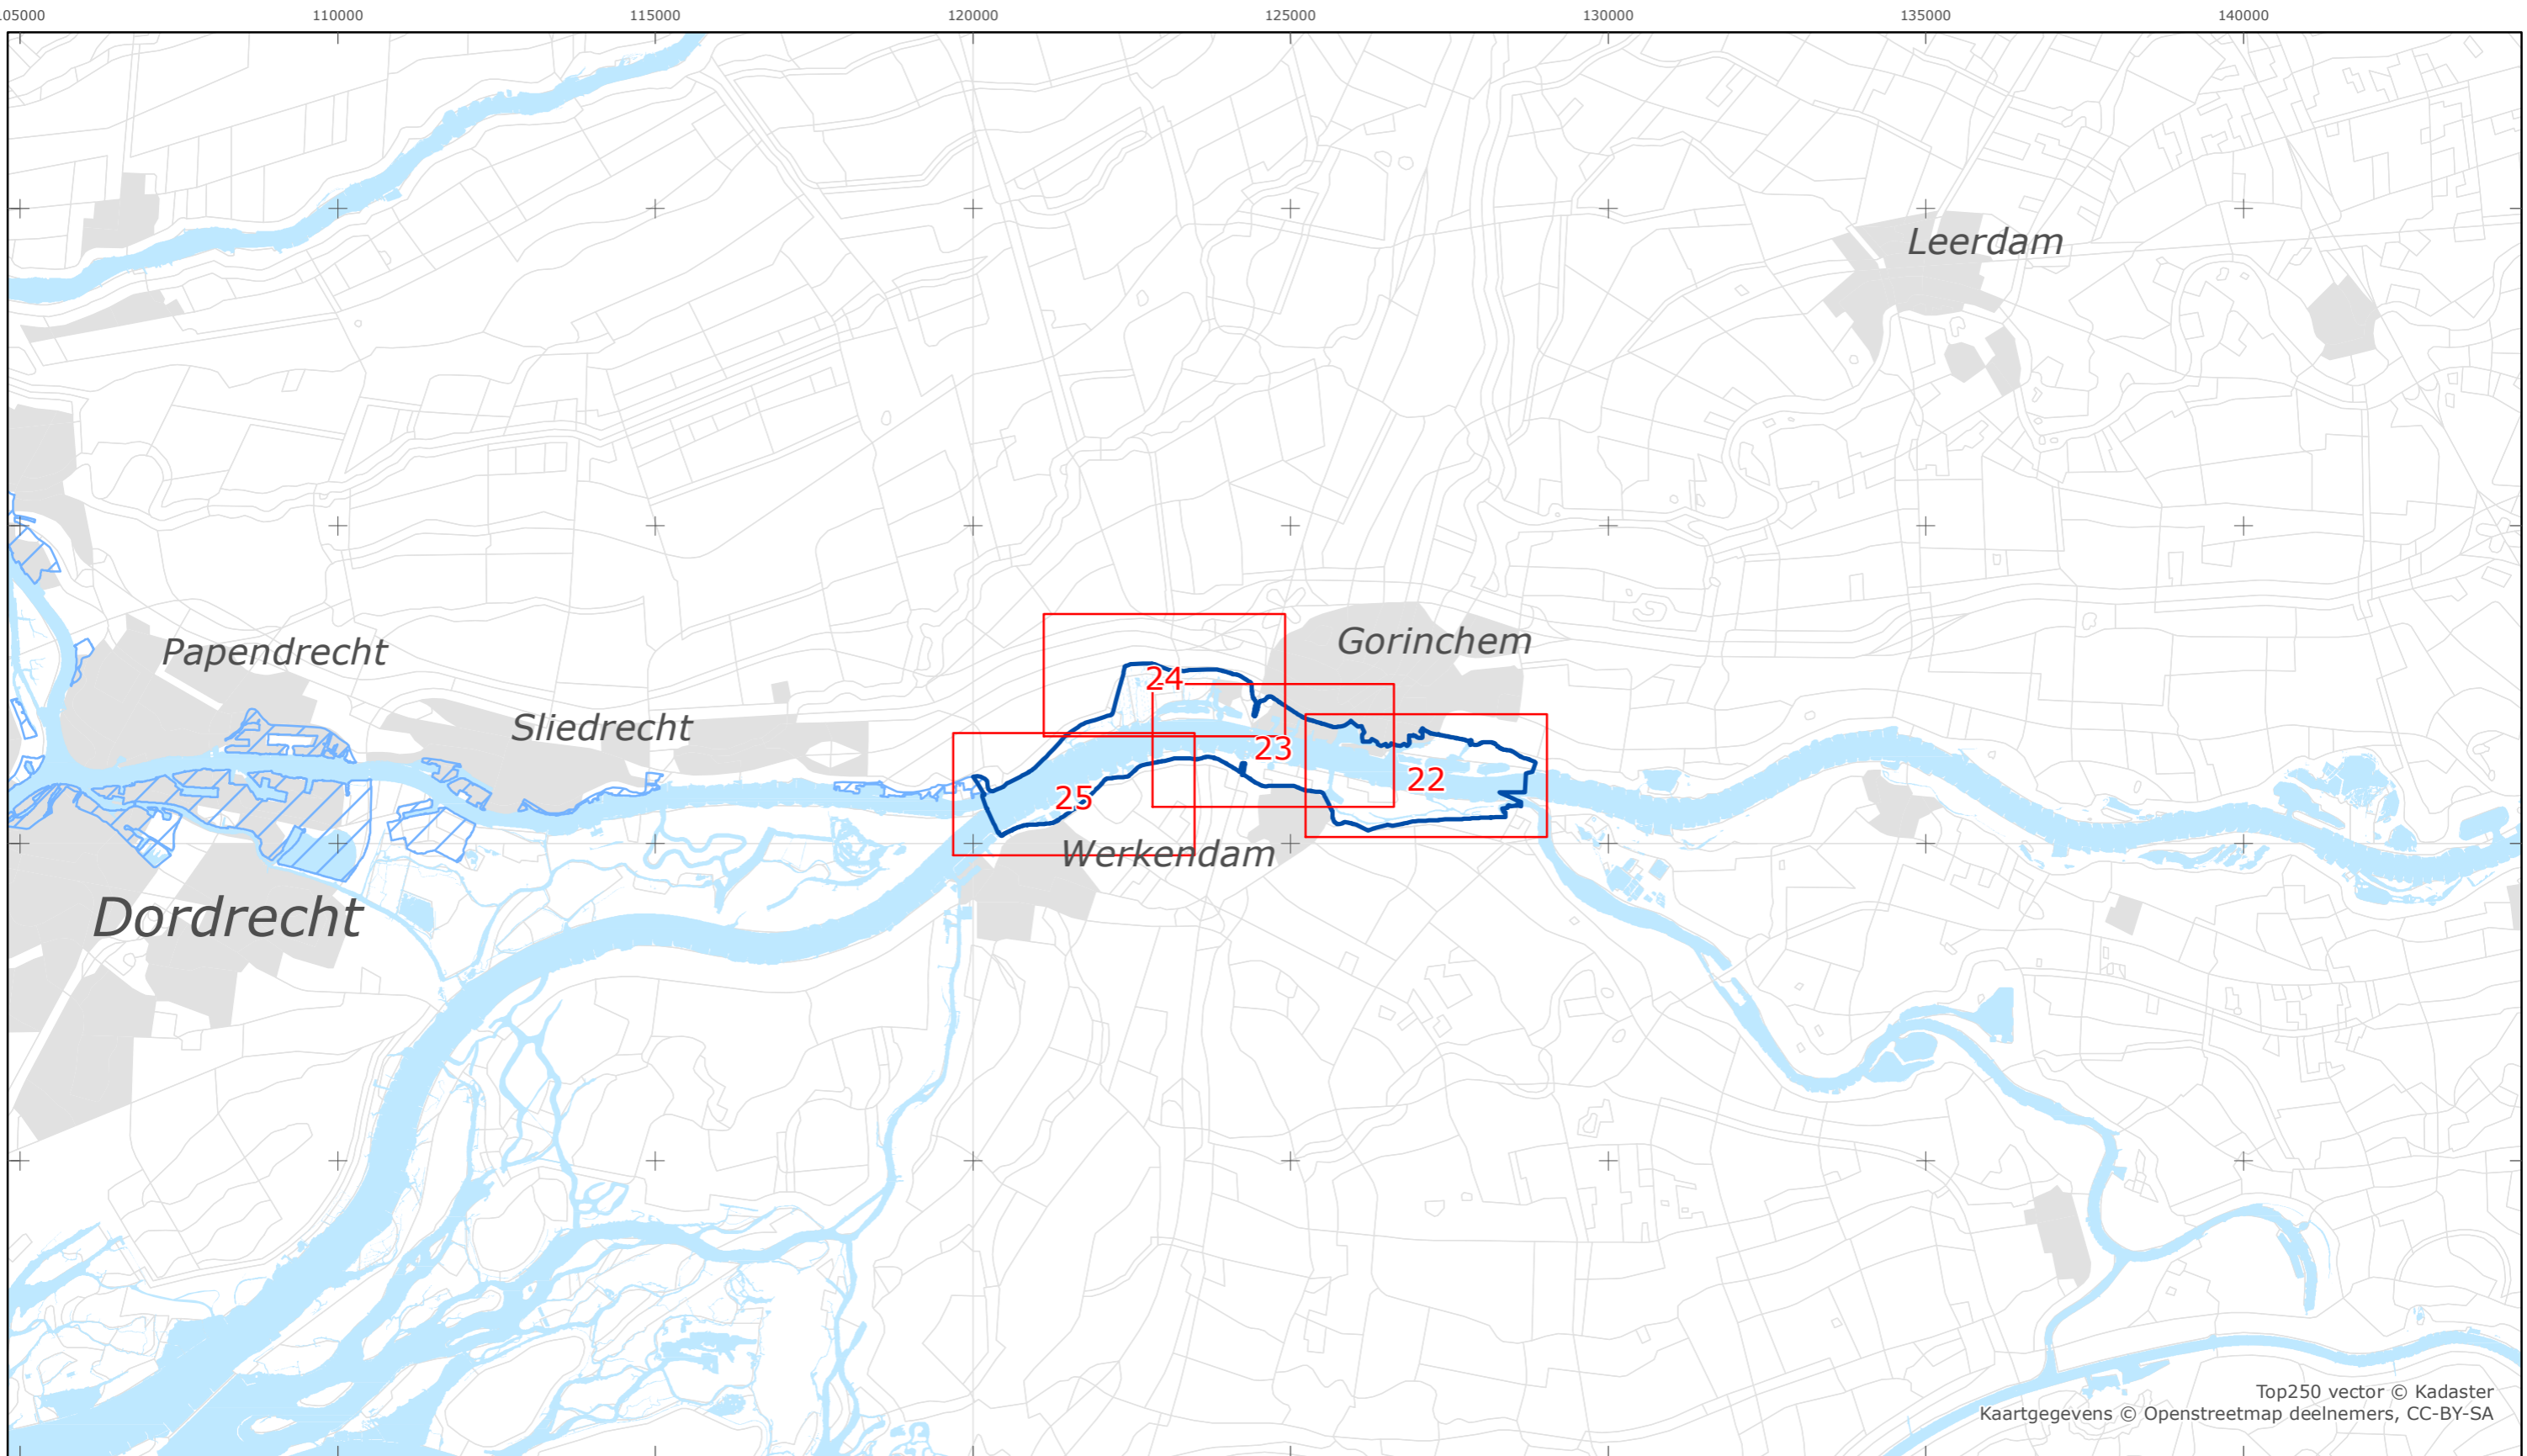 105000 110000 115000 120000 125000 130000 135000 140000
Leerdam
Gorinchem
Papendrecht
24
Sliedrecht
23
22
25
Werkendam
Dordrecht
Top250 vector © Kadaster
Kaartgegevens © Openstreetmap deelnemers, CC-BY-SA